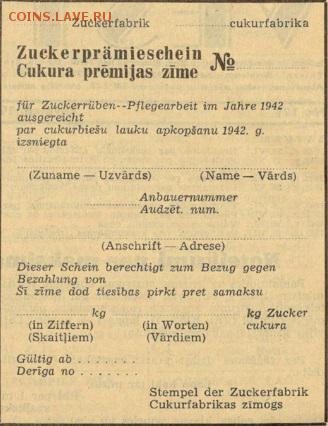 COINS.LAVE.RU
Zuckerfabrik .......................... cukurfabrika
Zuckerprämieschein №
Cukura prēmijas zīme
für Zuckerrüben--Pflegearbeit im Jahre 1942
ausgereicht
par cukurbiešu lauku apkopšanu 1942. g.
izsniegta
(Zuname — Uzvārds) (Name — Vārds)
Anbauernummer
Audzēt. num.
(Anschrift — Adrese)
Dieser Schein berechtigt zum Bezug gegen
Bezahlung von
Šī zīme dod tiesības pirkt pret samaksu
kg kg Zucker
(in Ziffern) (in Worten) cukura
(Skaitļiem) (Vārdiem)
Gültig ab . . . . . . .
Derīga no . . . . . . .
Stempel der Zuckerfabrik
Cukurfabrikas zīmogs